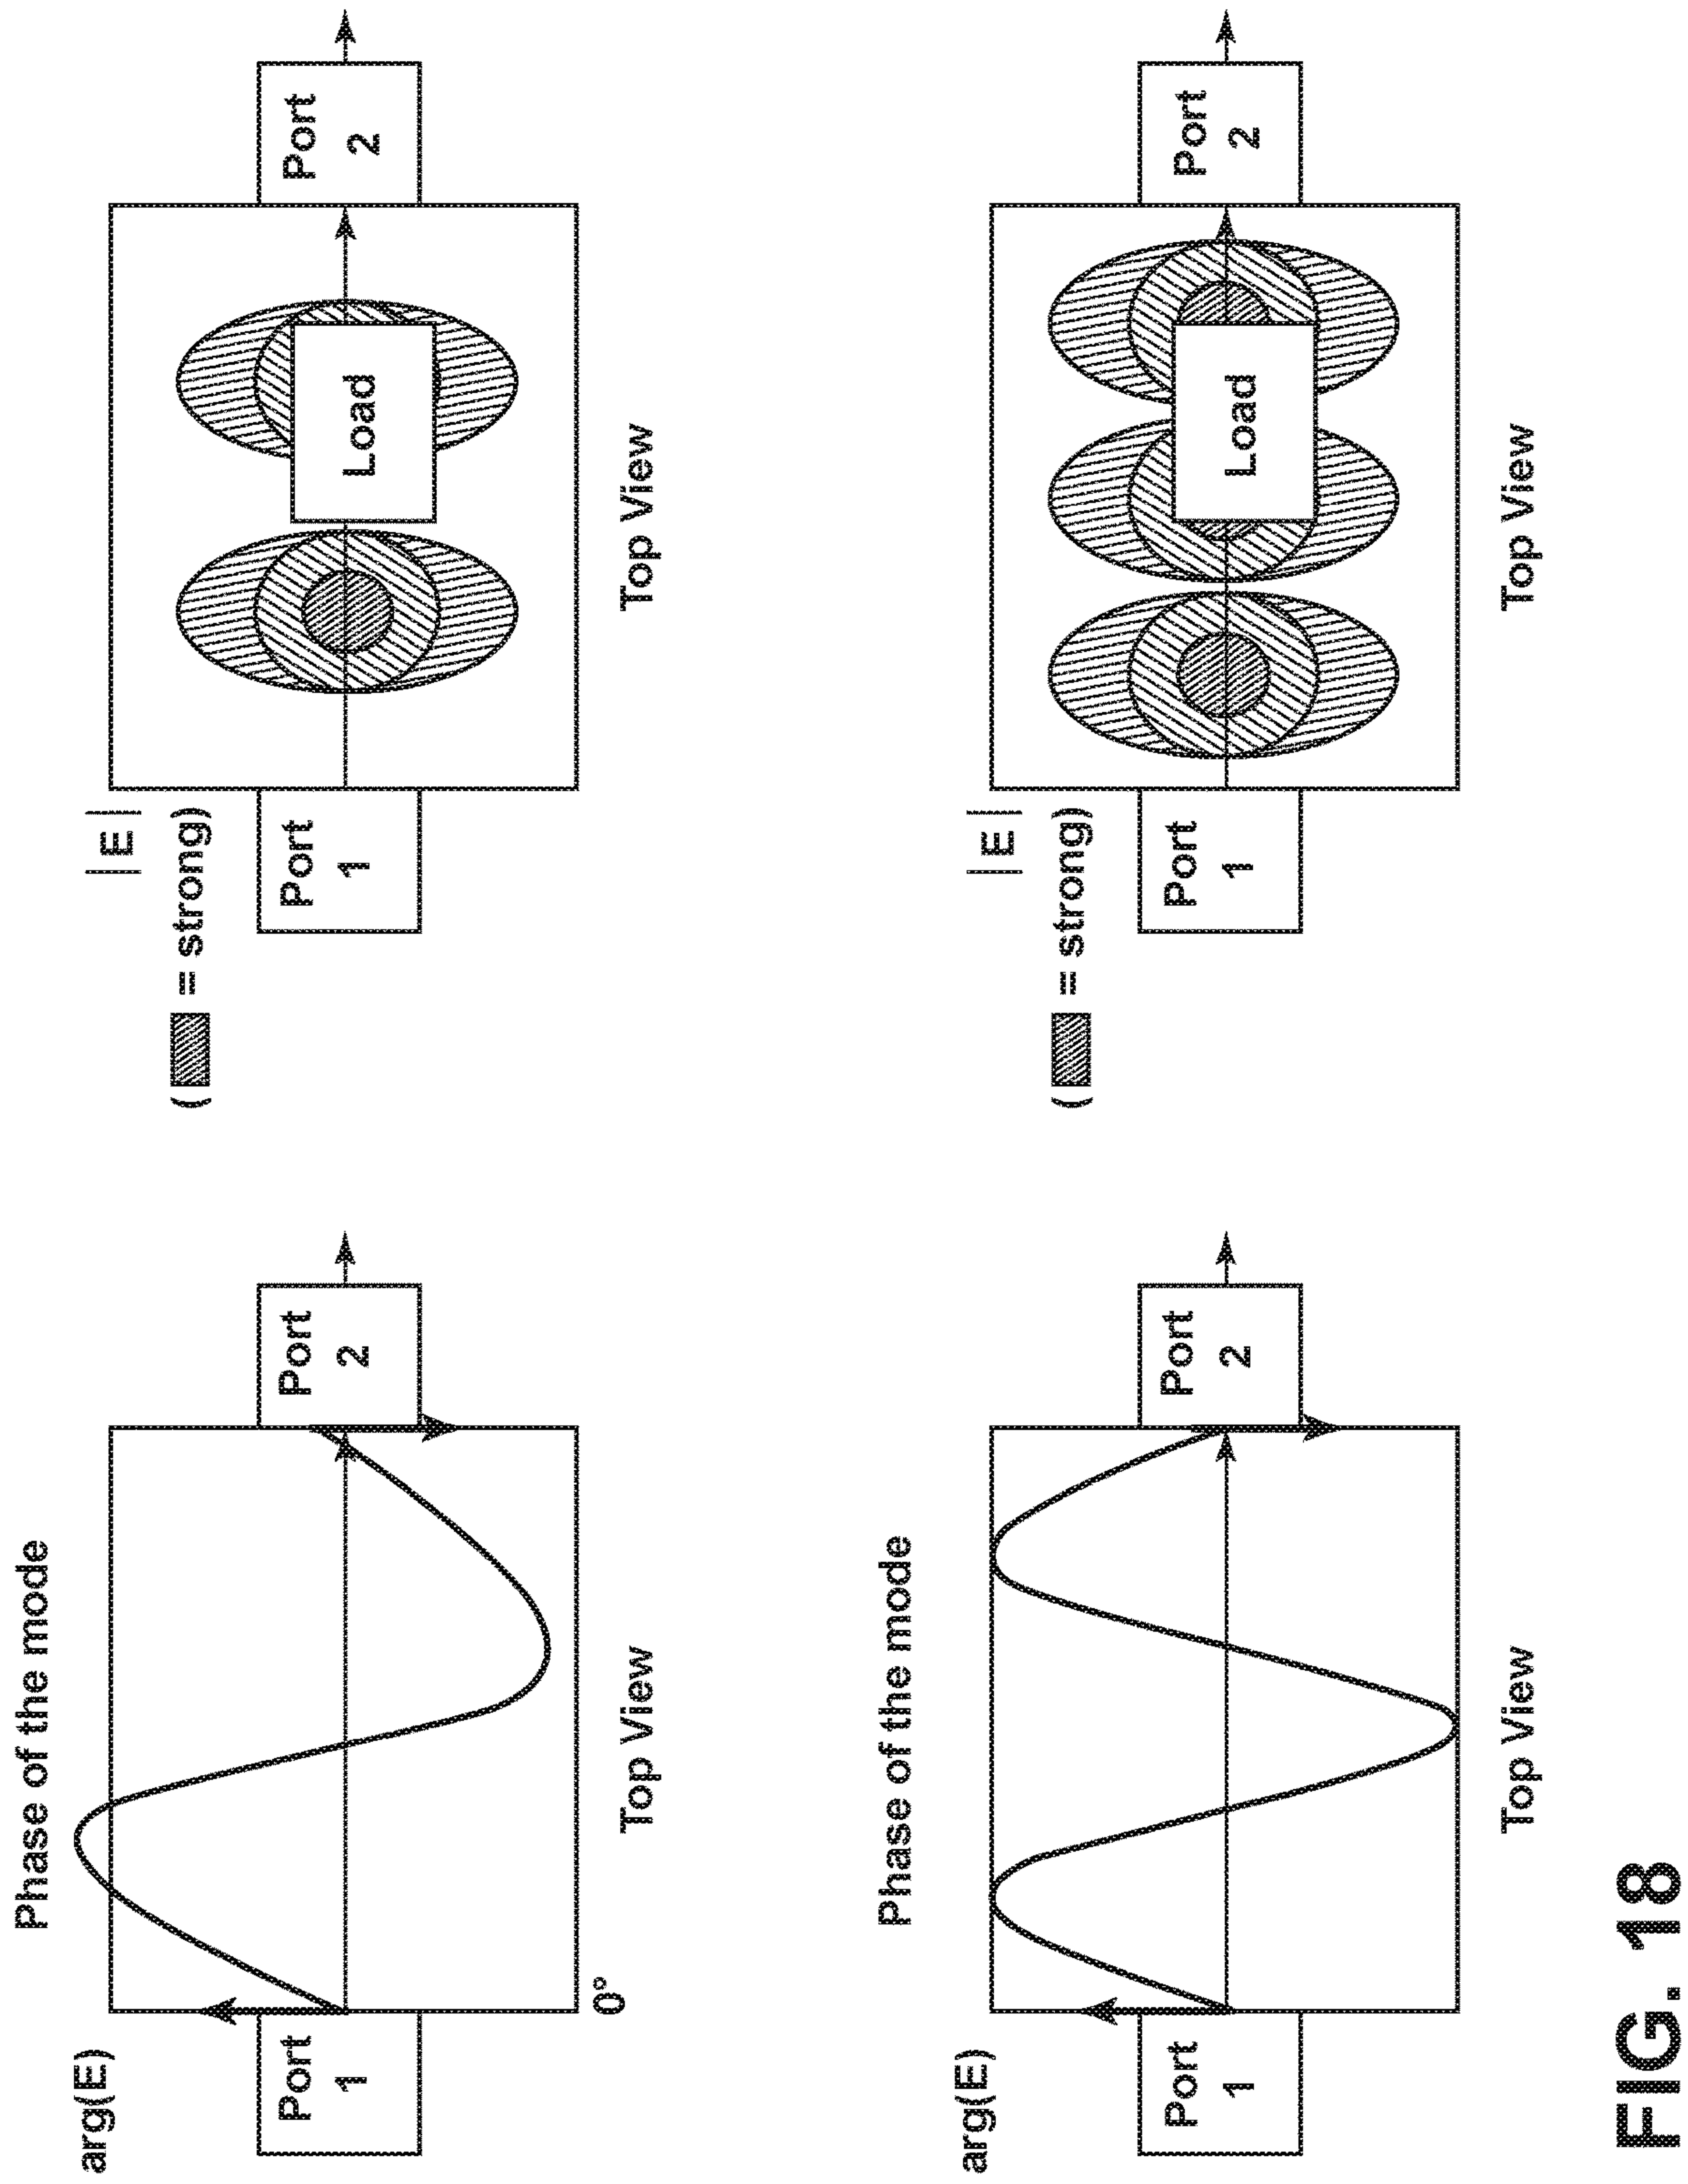 Phase of the mode
arg(E)
Port
1
Port
2
0°
Top View
|E|
( = strong)
Port
1
Load
Port
2
Top View
Phase of the mode
arg(E)
Port
1
Port
2
Top View
|E|
( = strong)
Port
1
Load
Port
2
Top View
FIG. 18